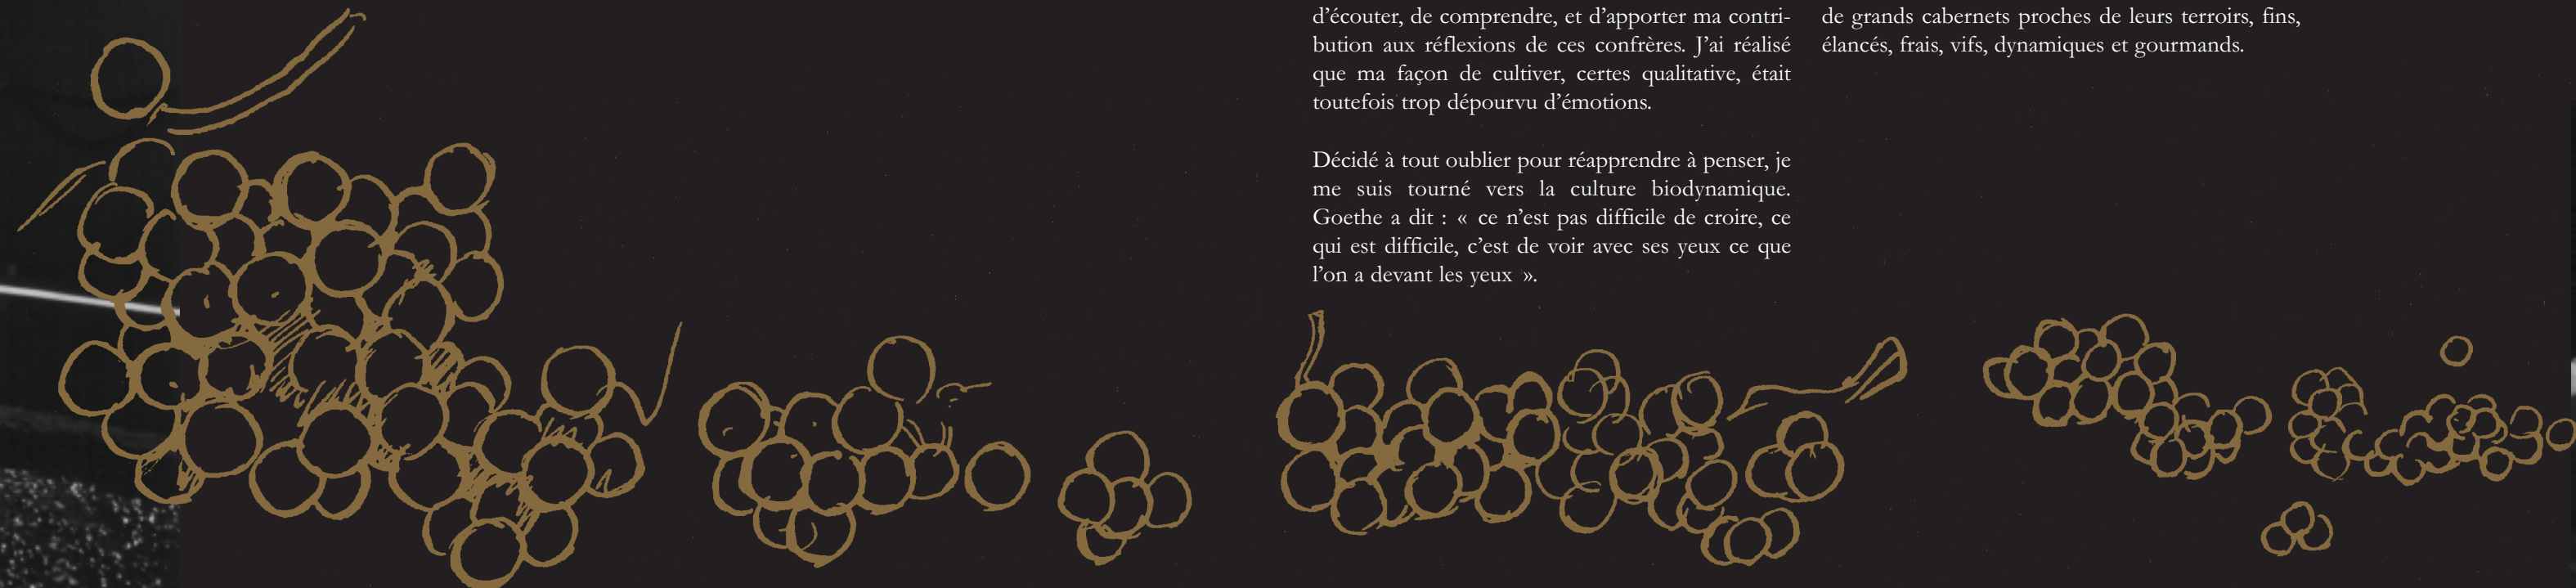 d’écouter, de comprendre, et d’apporter ma contri-
bution aux réflexions de ces confrères. J’ai réalisé
que ma façon de cultiver, certes qualitative, était
toutefois trop dépourvu d’émotions.
Décidé à tout oublier pour réapprendre à penser, je
me suis tourné vers la culture biodynamique.
Goethe a dit : « ce n’est pas difficile de croire, ce
qui est difficile, c’est de voir avec ses yeux ce que
l’on a devant les yeux ».
de grands cabernets proches de leurs terroirs, fins,
élancés, frais, vifs, dynamiques et gourmands.